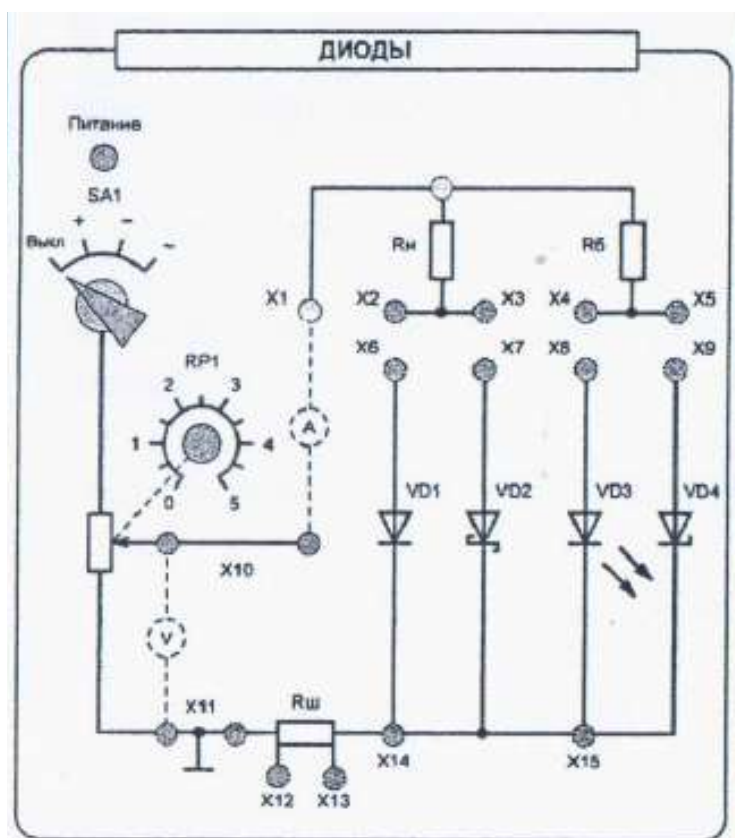 ДИОДЫ
Питание
SA1
Выкл + − ~
Rн
Rб
X1
X2 X3 X4 X5
X6 X7 X8 X9
RP1
0 1 2 3 4 5
A
VD1 VD2 VD3 VD4
X10
V
X11
Rш
X14
X15
X12 X13